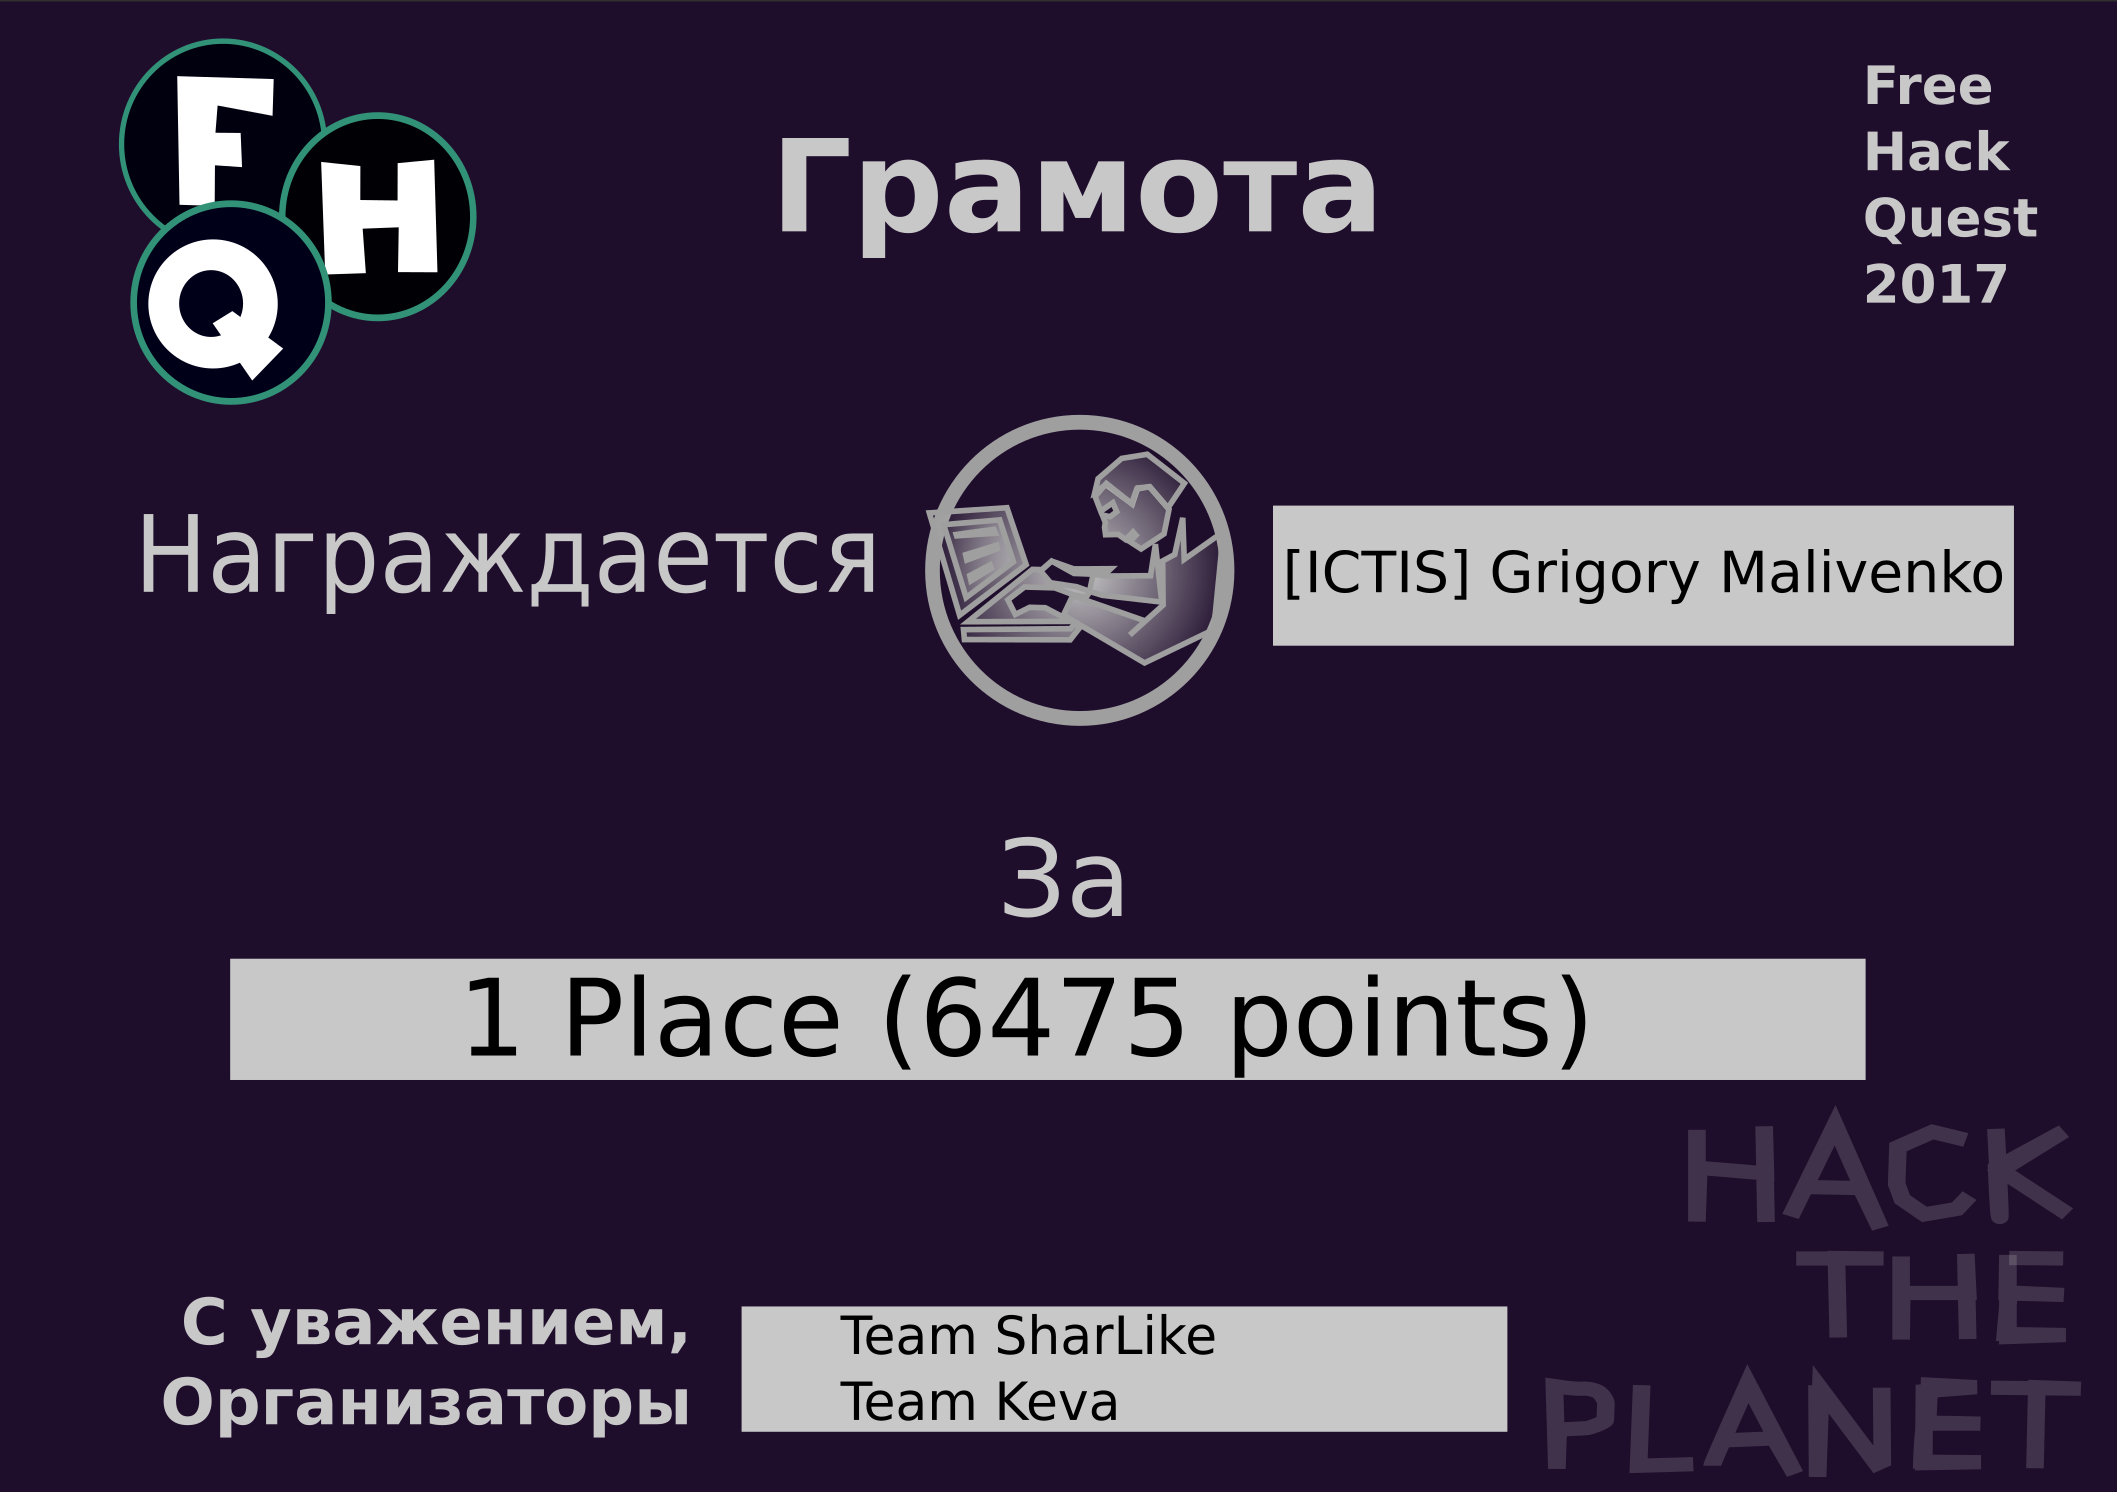 F
H
Q
Грамота
Free
Hack
Quest
2017
Награждается
[ICTIS] Grigory Malivenko
За
1 Place (6475 points)
С уважением,
Организаторы
Team SharLike
Team Keva
HACK
THE
PLANET